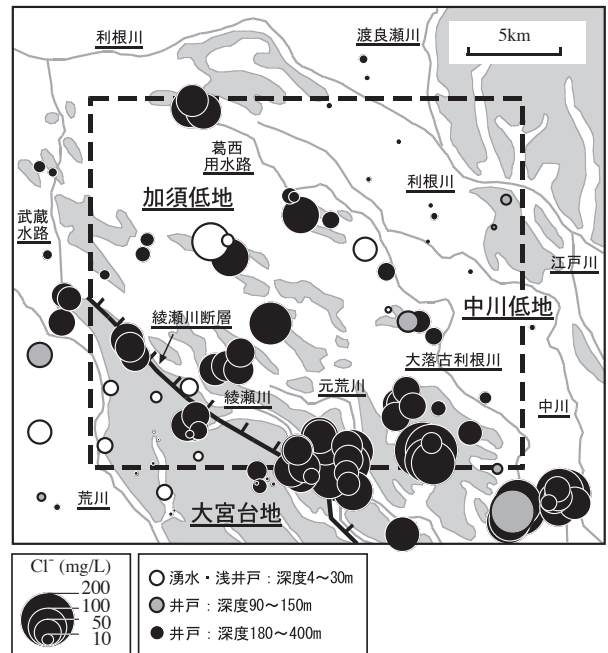 利根川
渡良瀬川
5km
葛西
用水路
利根川
加須低地
武蔵
水路
江戸川
中川低地
綾瀬川断層
大落古利根川
元荒川
綾瀬川
中川
荒川
大宮台地
Cl⁻ (mg/L)
200
100
50
10
湧水・浅井戸：深度4～30m
井戸：深度90～150m
井戸：深度180～400m